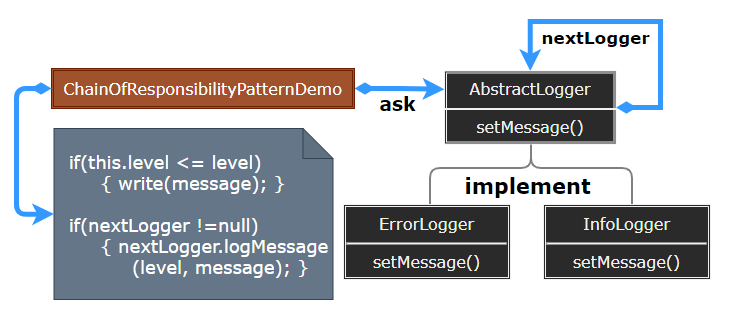 nextLogger
ChainOfResponsibilityPatternDemo
ask
AbstractLogger
setMessage()
if(this.level <= level)
{ write(message); }
if(nextLogger !=null)
{ nextLogger.logMessage
(level, message); }
implement
ErrorLogger
setMessage()
InfoLogger
setMessage()